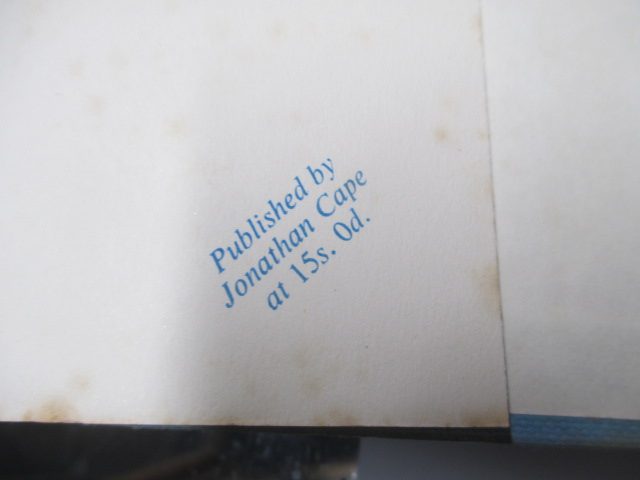 Published by
Jonathan Cape
at 15s. 0d.